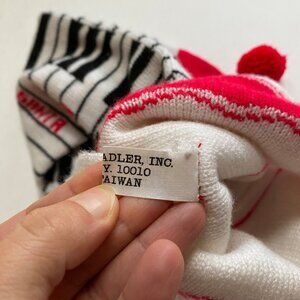 ADLER, INC.
Y. 10010
TAIWAN